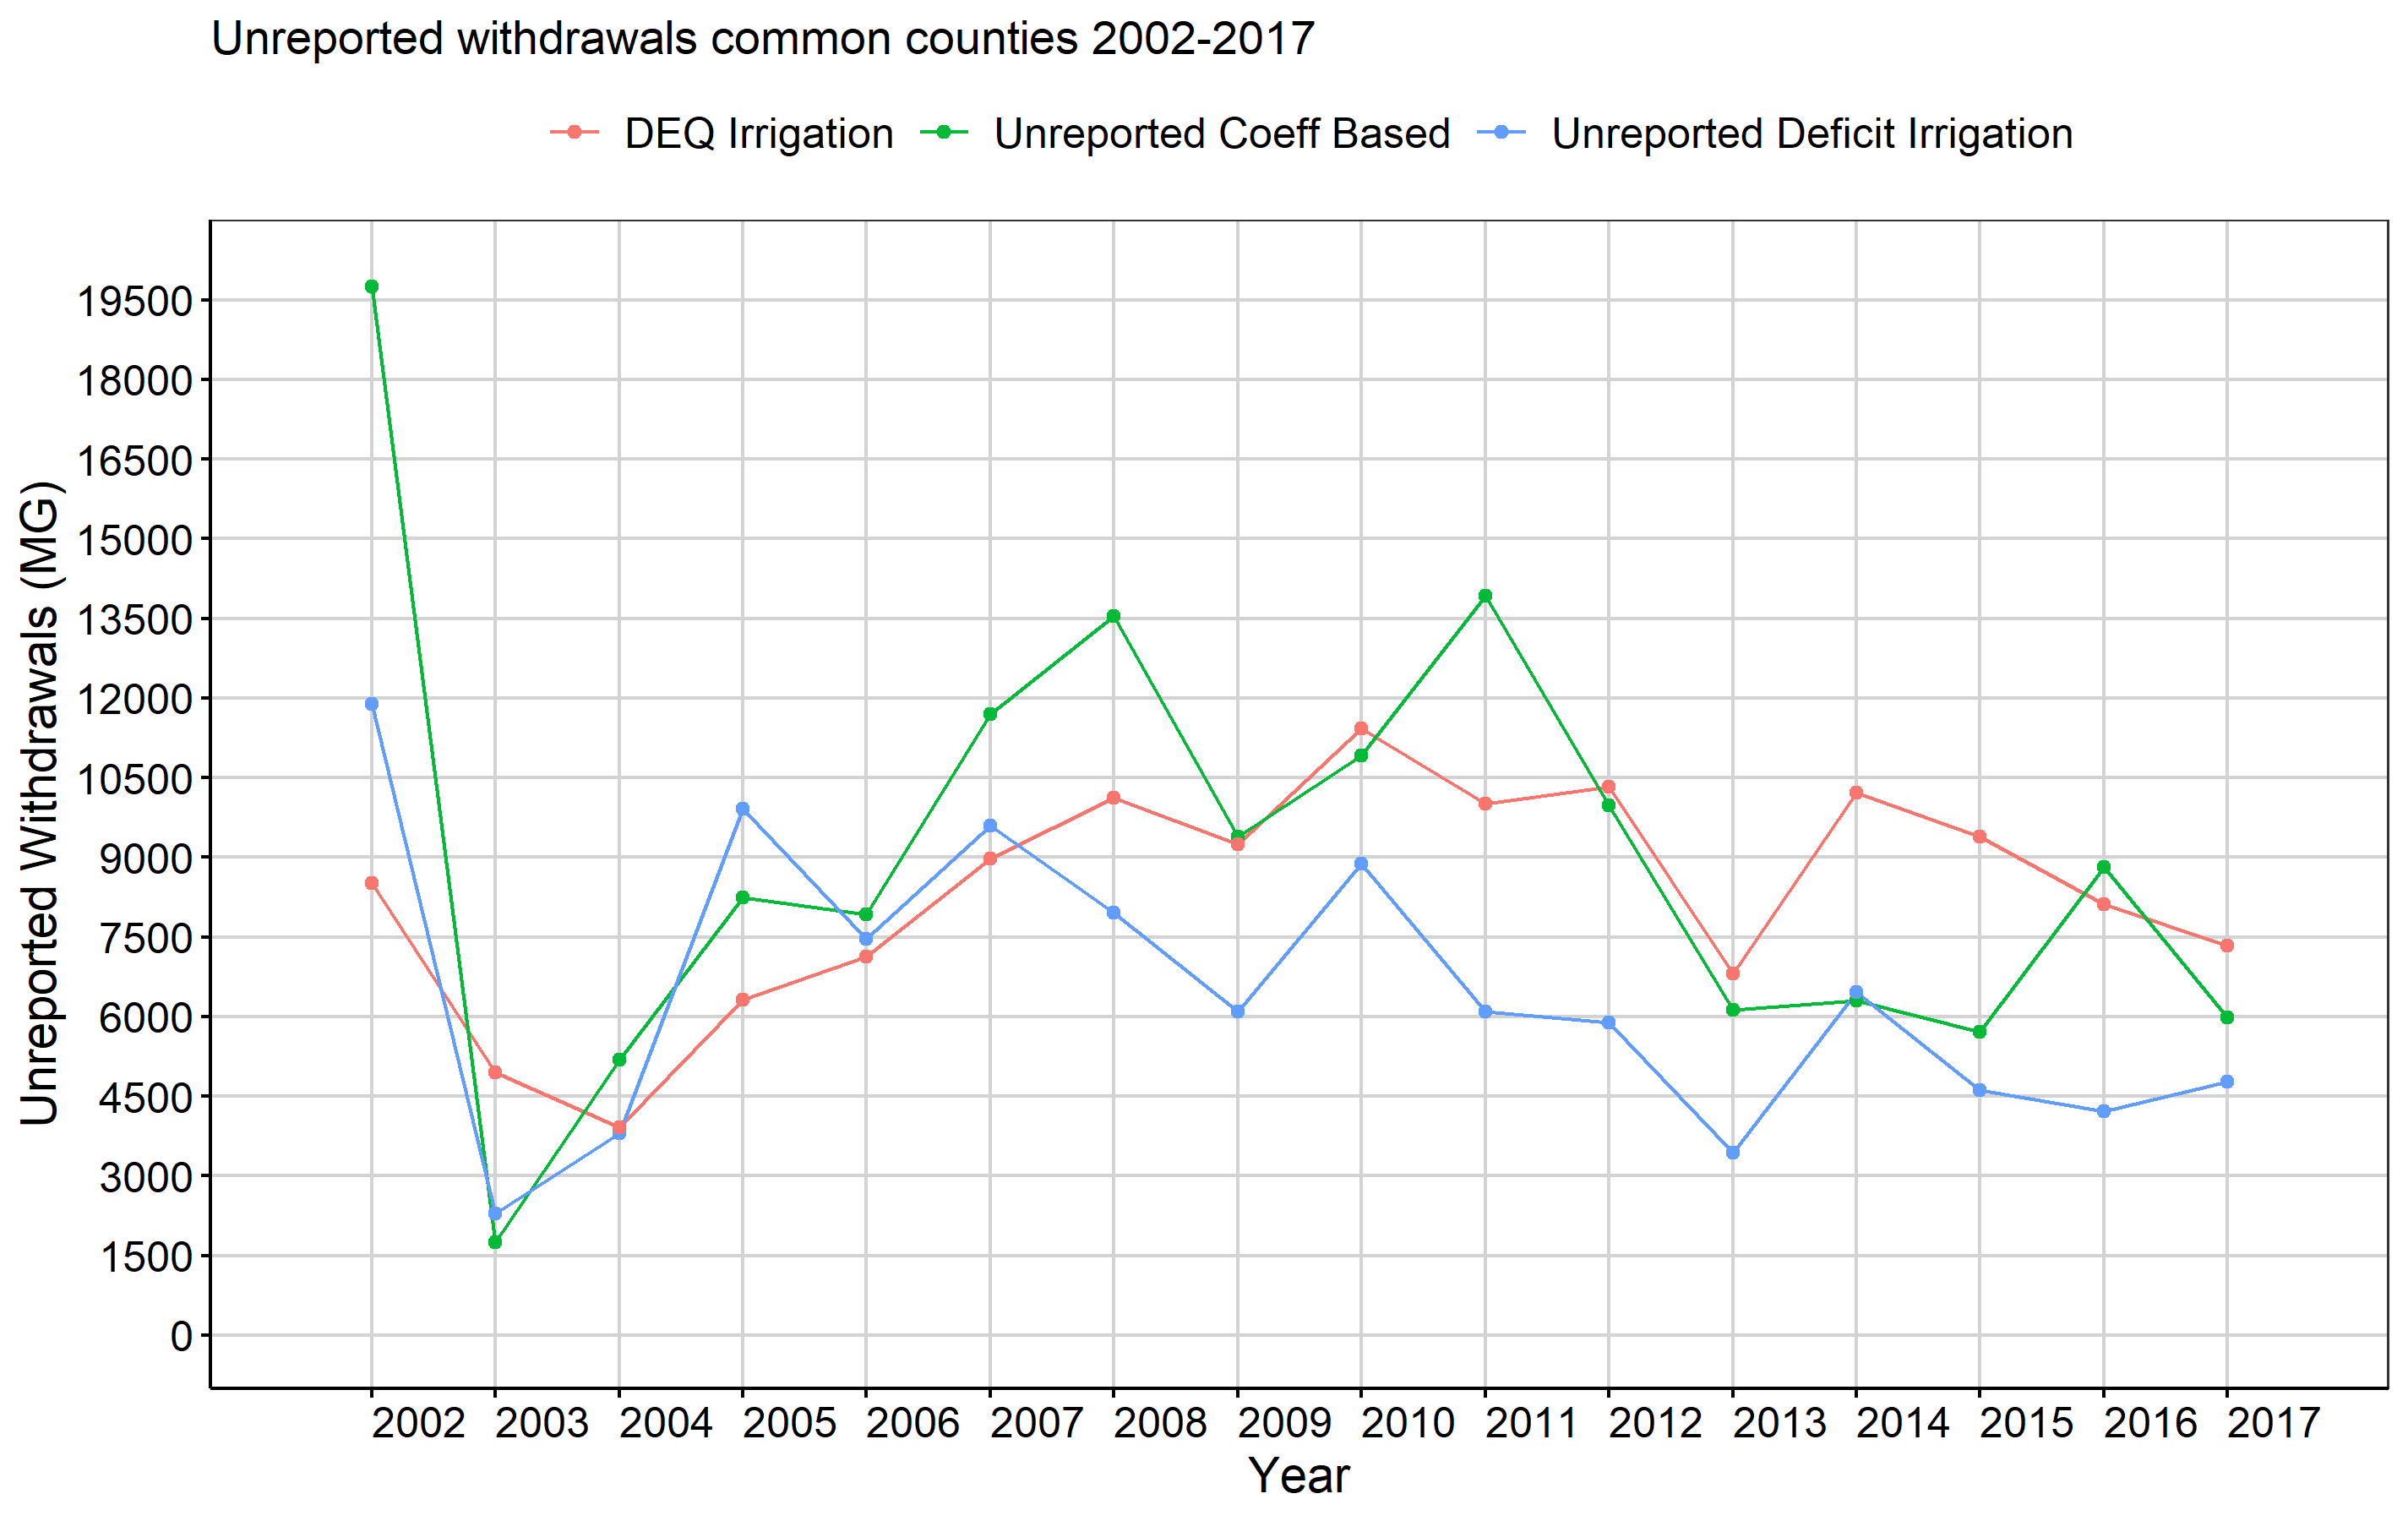 Unreported withdrawals common counties 2002-2017
DEQ Irrigation Unreported Coeff Based Unreported Deficit Irrigation
Unreported Withdrawals (MG)
19500
18000
16500
15000
13500
12000
10500
9000
7500
6000
4500
3000
1500
0
2002 2003 2004 2005 2006 2007 2008 2009 2010 2011 2012 2013 2014 2015 2016 2017
Year